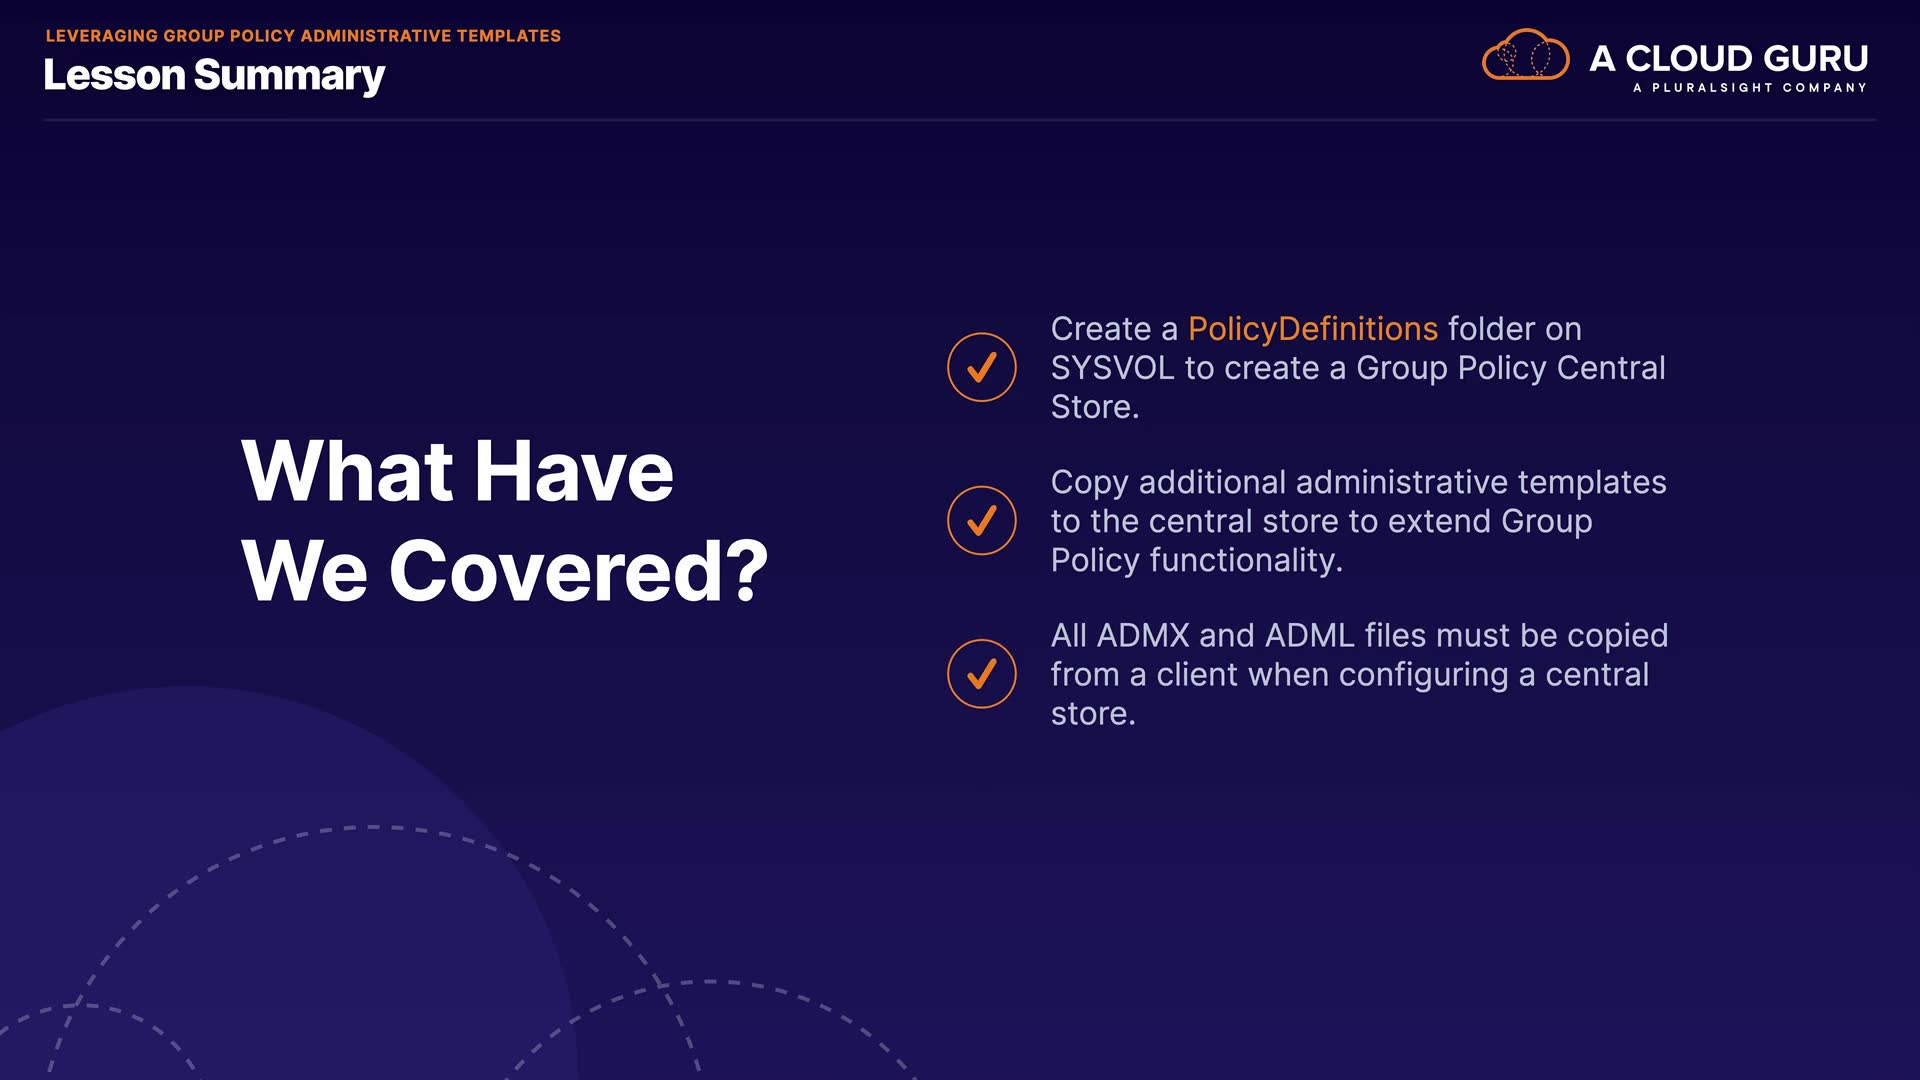 LEVERAGING GROUP POLICY ADMINISTRATIVE TEMPLATES
Lesson Summary
A CLOUD GURU
A PLURALSIGHT COMPANY
What Have
We Covered?
Create a PolicyDefinitions folder on
SYSVOL to create a Group Policy Central
Store.
Copy additional administrative templates
to the central store to extend Group
Policy functionality.
All ADMX and ADML files must be copied
from a client when configuring a central
store.